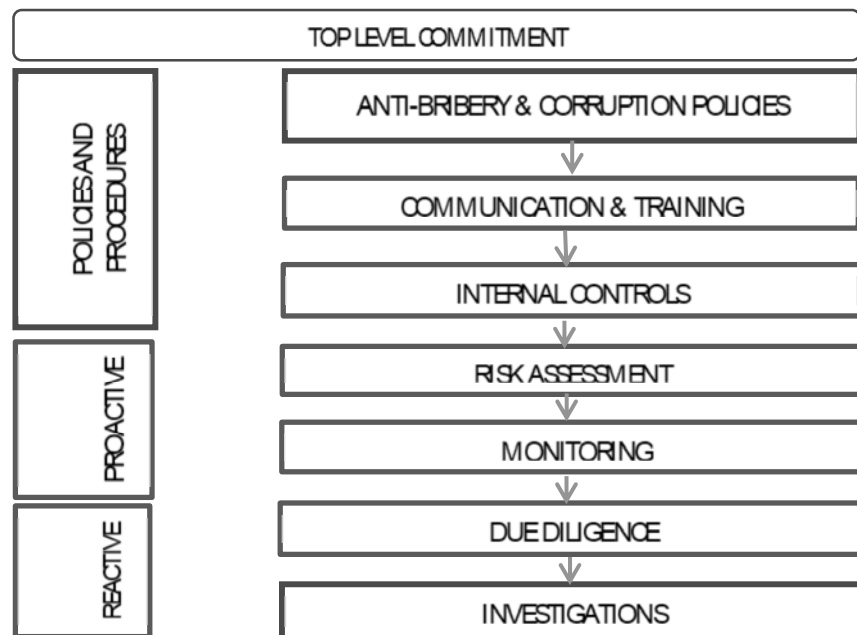 TOP LEVEL COMMITMENT
POLICIES AND
PROCEDURES
ANTI-BRIBERY & CORRUPTION POLICIES
COMMUNICATION & TRAINING
INTERNAL CONTROLS
PROACTIVE
RISK ASSESSMENT
MONITORING
REACTIVE
DUE DILIGENCE
INVESTIGATIONS